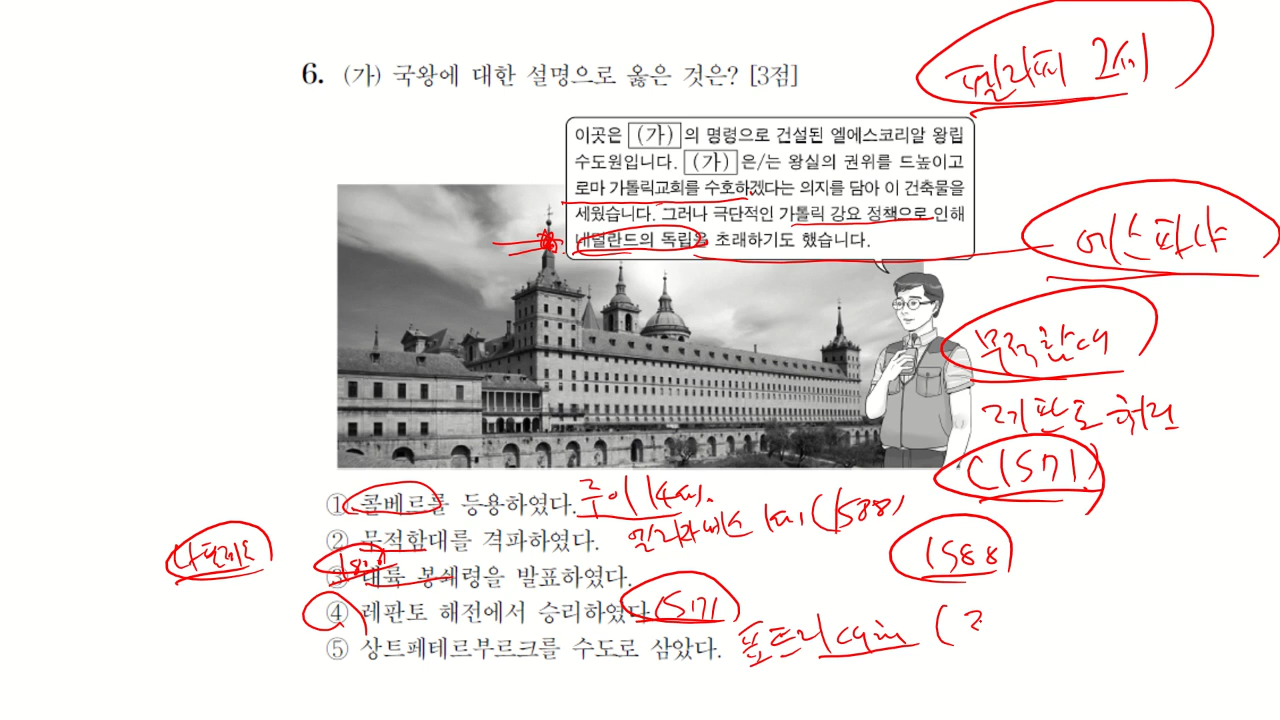 6. (가) 국왕에 대한 설명으로 옳은 것은? [3점]
펠리페 2세
이곳은 (가) 의 명령으로 건설된 엘에스코리알 왕립
수도원입니다. (가) 은/는 왕실의 권위를 드높이고
로마 가톨릭교회를 수호하겠다는 의지를 담아 이 건축물을
세웠습니다. 그러나 극단적인 가톨릭 강요 정책으로 인해
네덜란드의 독립을 초래하기도 했습니다.
에스파냐
무적함대
레판토 해전
(1571)
① 콜베르를 등용하였다. 루이 14세.
② 무적함대를 격파하였다. 엘리자베스 1세 (1588)
1588
나폴레옹
③ 대륙 봉쇄령을 발표하였다.
④ 레판토 해전에서 승리하였다. 1571
⑤ 상트페테르부르크를 수도로 삼았다. 표트르 대제 (